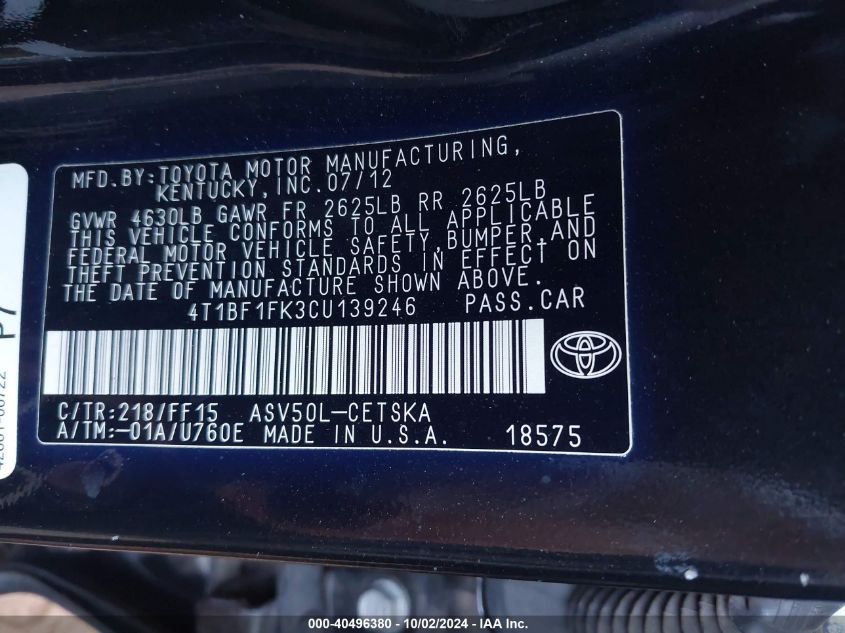 MFD.BY:TOYOTA MOTOR MANUFACTURING,
KENTUCKY,INC.07/12
GVWR 4630LB GAWR FR 2625LB RR 2625LB
THIS VEHICLE CONFORMS TO ALL APPLICABLE
FEDERAL MOTOR VEHICLE SAFETY,BUMPER,AND
THEFT PREVENTION STANDARDS IN EFFECT ON
THE DATE OF MANUFACTURE SHOWN ABOVE.
4T1BF1FK3CU139246 PASS.CAR
C/TR:218/FF15 ASV50L-CETSKA
A/TM:-01A/U760E MADE IN U.S.A. 18575
P7
000-40496380 - 10/02/2024 - IAA Inc.